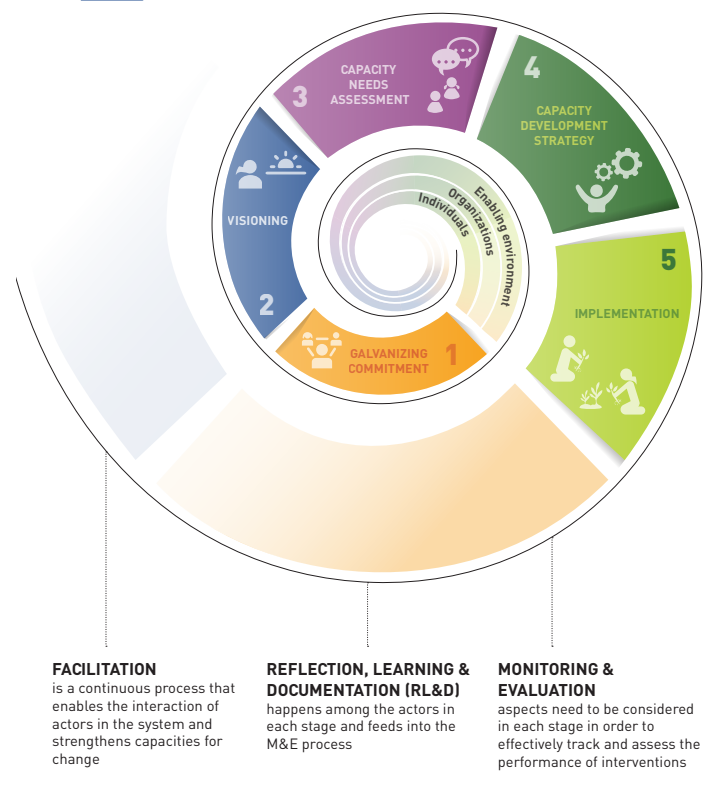 3
CAPACITY
NEEDS
ASSESSMENT
4
CAPACITY
DEVELOPMENT
STRATEGY
VISIONING
2
Individuals
Organizations
Enabling environment
5
IMPLEMENTATION
GALVANIZING
COMMITMENT
1
FACILITATION
is a continuous process that
enables the interaction of
actors in the system and
strengthens capacities for
change
REFLECTION, LEARNING &
DOCUMENTATION (RL&D)
happens among the actors in
each stage and feeds into the
M&E process
MONITORING &
EVALUATION
aspects need to be considered
in each stage in order to
effectively track and assess the
performance of interventions